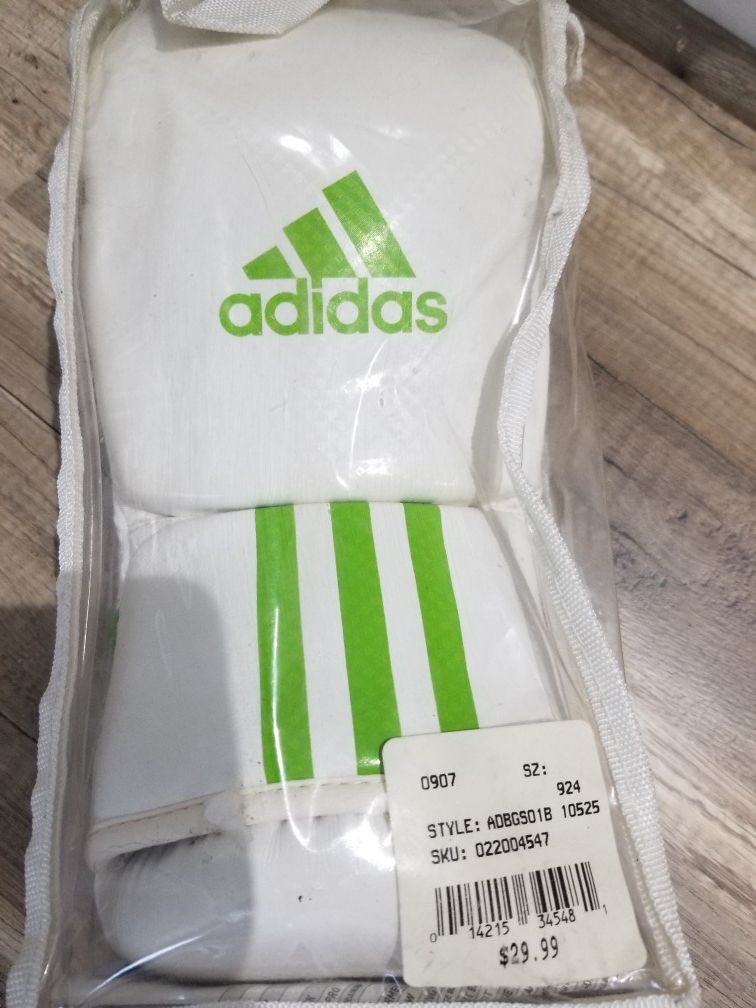 adidas
0907 SZ:
924
STYLE: ADBGS01B 10525
SKU: 022004547
0 14215 34548 1
$29.99